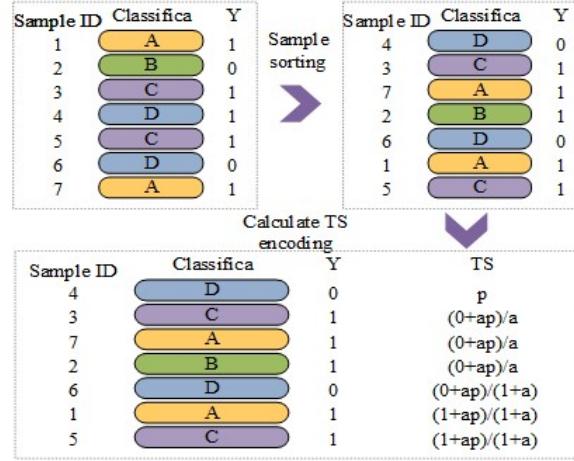 Sample ID Classifica Y
1 A 1
2 B 0
3 C 1
4 D 1
5 C 1
6 D 0
7 A 1
Sample sorting
Sample ID Classifica Y
4 D 0
3 C 1
7 A 1
2 B 1
6 D 0
1 A 1
5 C 1
Calculate TS encoding
Sample ID Classifica Y TS
4 D 0 p
3 C 1 (0+ap)/a
7 A 1 (0+ap)/a
2 B 1 (0+ap)/a
6 D 0 (0+ap)/(1+a)
1 A 1 (1+ap)/(1+a)
5 C 1 (1+ap)/(1+a)